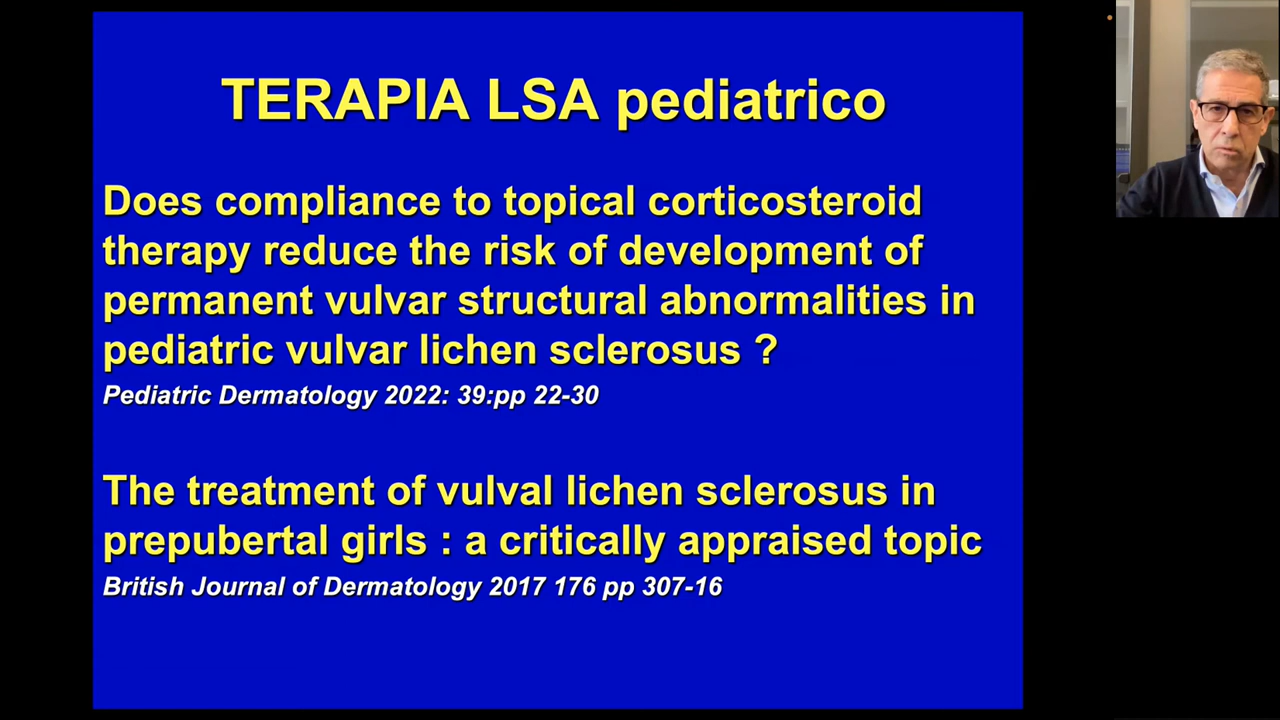 TERAPIA LSA pediatrico
Does compliance to topical corticosteroid
therapy reduce the risk of development of
permanent vulvar structural abnormalities in
pediatric vulvar lichen sclerosus ?
Pediatric Dermatology 2022: 39:pp 22-30
The treatment of vulval lichen sclerosus in
prepubertal girls : a critically appraised topic
British Journal of Dermatology 2017 176 pp 307-16